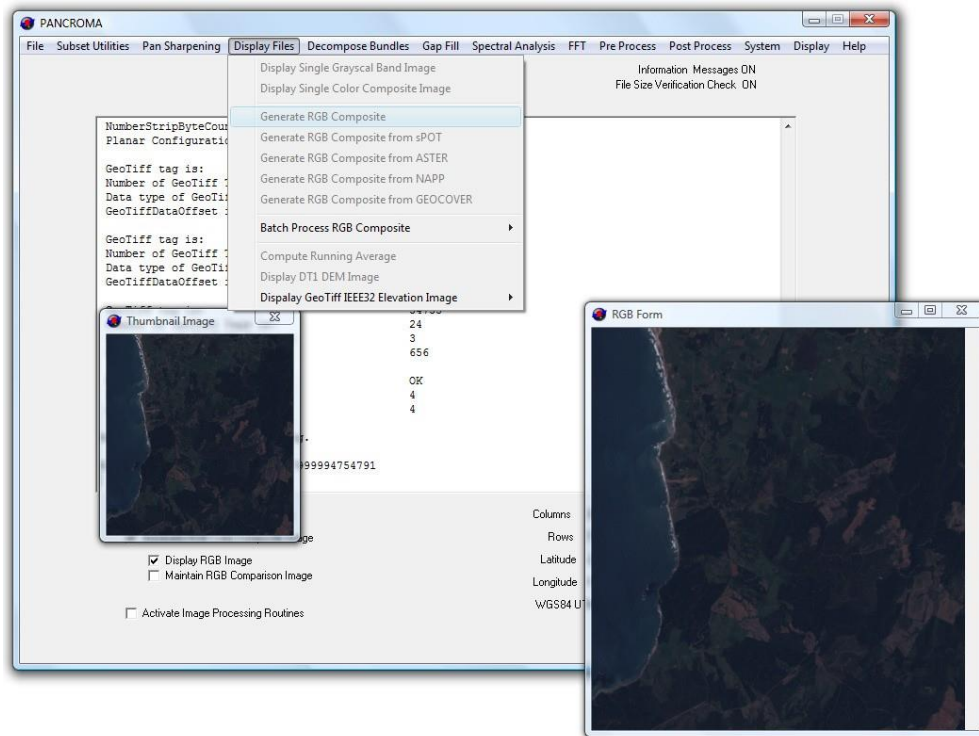 PANCROMA
File Subset Utilities Pan Sharpening Display Files Decompose Bundles Gap Fill Spectral Analysis FFT Pre Process Post Process System Display Help
Information Messages ON
File Size Verification Check ON
Display Single Grayscal Band Image
Display Single Color Composite Image
Generate RGB Composite
Generate RGB Composite from sPOT
Generate RGB Composite from ASTER
Generate RGB Composite from NAPP
Generate RGB Composite from GEOCOVER
Batch Process RGB Composite
Compute Running Average
Display DT1 DEM Image
Dispalay GeoTiff IEEE32 Elevation Image
NumberStripByteCou
Planar Configuratio
GeoTiff tag is:
Number of GeoTiff
Data type of GeoTi
GeoTiffDataOffset
GeoTiff tag is:
Number of GeoTiff
Data type of GeoTi
GeoTiffDataOffset
24
3
656
OK
4
4
99994754791
Thumbnail Image
RGB Form
Display RGB Image
Maintain RGB Comparison Image
Activate Image Processing Routines
Columns
Rows
Latitude
Longitude
WGS84 UT